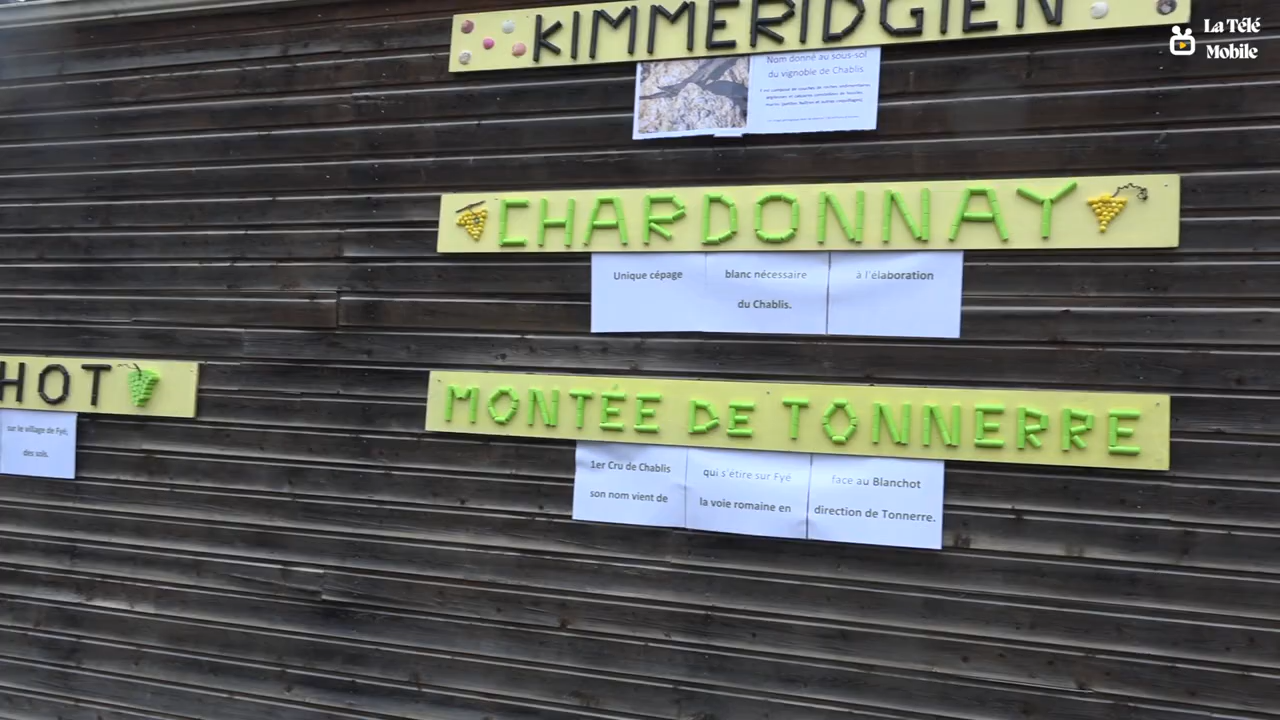 La Télé
Mobile
KIMMERIDGIEN
Nom donné au sous-sol
du vignoble de Chablis
CHARDONNAY
Unique cépage blanc nécessaire à l'élaboration
du Chablis.
HOT
sur le village de Fyé,
des sols.
MONTÉE DE TONNERRE
1er Cru de Chablis qui s'étire sur Fyé face au Blanchot
son nom vient de la voie romaine en direction de Tonnerre.